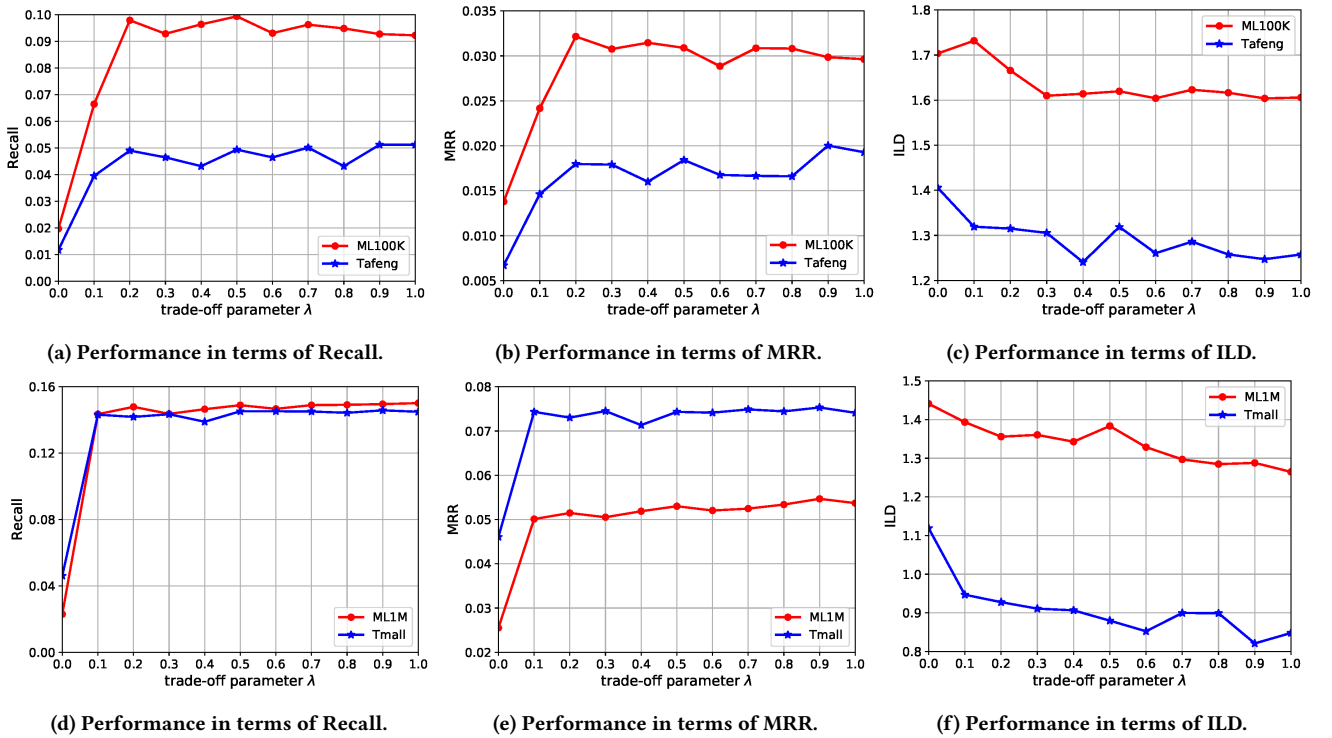 0.10
0.09
0.08
0.07
0.06
0.05
0.04
0.03
0.02
0.01
0.00
Recall
ML100K
Tafeng
0.0 0.1 0.2 0.3 0.4 0.5 0.6 0.7 0.8 0.9 1.0
trade-off parameter λ
(a) Performance in terms of Recall.
0.035
0.030
0.025
0.020
0.015
0.010
0.005
MRR
ML100K
Tafeng
0.0 0.1 0.2 0.3 0.4 0.5 0.6 0.7 0.8 0.9 1.0
trade-off parameter λ
(b) Performance in terms of MRR.
1.8
1.7
1.6
1.5
1.4
1.3
1.2
ILD
ML100K
Tafeng
0.0 0.1 0.2 0.3 0.4 0.5 0.6 0.7 0.8 0.9 1.0
trade-off parameter λ
(c) Performance in terms of ILD.
0.16
0.12
0.08
0.04
0.00
Recall
ML1M
Tmall
0.0 0.1 0.2 0.3 0.4 0.5 0.6 0.7 0.8 0.9 1.0
trade-off parameter λ
(d) Performance in terms of Recall.
0.08
0.07
0.06
0.05
0.04
0.03
0.02
MRR
ML1M
Tmall
0.0 0.1 0.2 0.3 0.4 0.5 0.6 0.7 0.8 0.9 1.0
trade-off parameter λ
(e) Performance in terms of MRR.
1.5
1.4
1.3
1.2
1.1
1.0
0.9
0.8
ILD
ML1M
Tmall
0.0 0.1 0.2 0.3 0.4 0.5 0.6 0.7 0.8 0.9 1.0
trade-off parameter λ
(f) Performance in terms of ILD.